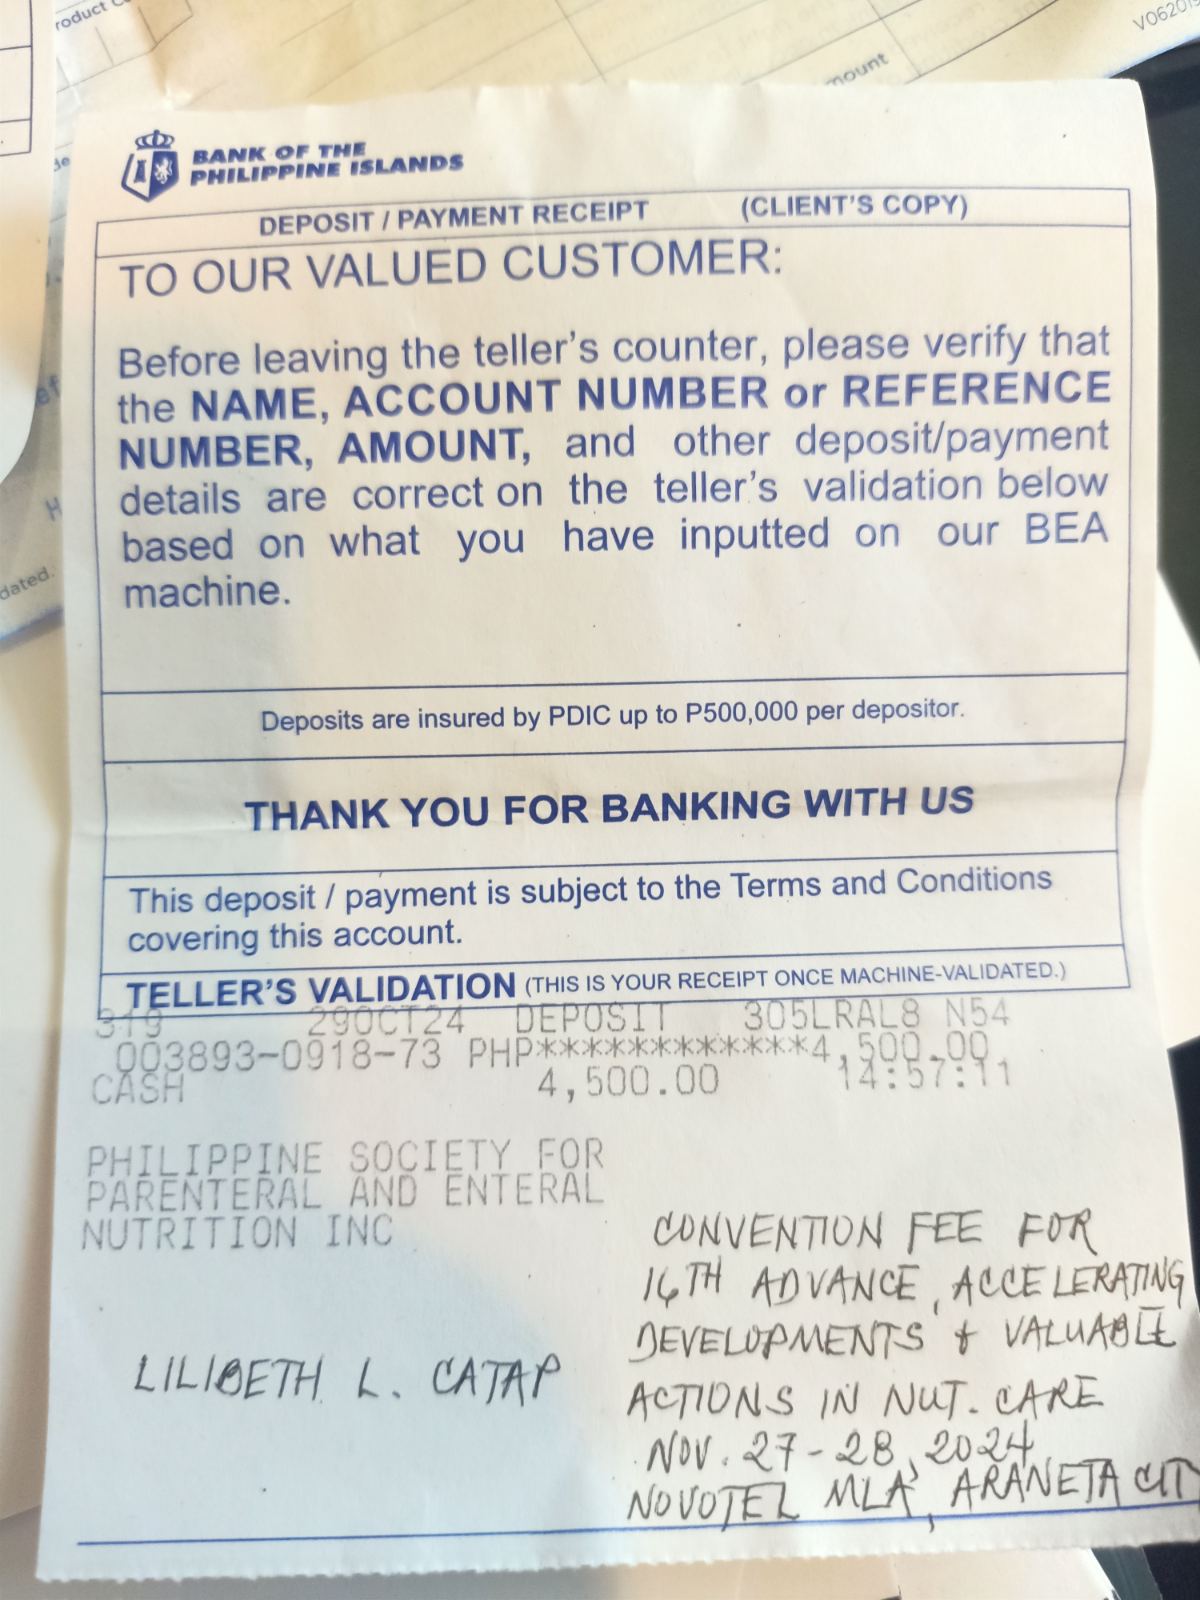 roduct C
V06201
mount
BANK OF THE
PHILIPPINE ISLANDS
DEPOSIT / PAYMENT RECEIPT (CLIENT'S COPY)
TO OUR VALUED CUSTOMER:
Before leaving the teller's counter, please verify that
the NAME, ACCOUNT NUMBER or REFERENCE
NUMBER, AMOUNT, and other deposit/payment
details are correct on the teller's validation below
based on what you have inputted on our BEA
machine.
dated.
Deposits are insured by PDIC up to P500,000 per depositor.
THANK YOU FOR BANKING WITH US
This deposit / payment is subject to the Terms and Conditions
covering this account.
TELLER'S VALIDATION (THIS IS YOUR RECEIPT ONCE MACHINE-VALIDATED.)
319 29OCT24 DEPOSIT 305LRAL8 N54
003893-0918-73 PHP************4,500.00
CASH 4,500.00 14:57:11
PHILIPPINE SOCIETY FOR
PARENTERAL AND ENTERAL
NUTRITION INC
CONVENTION FEE FOR
16TH ADVANCE, ACCELERATING
DEVELOPMENTS & VALUABLE
LILIBETH L. CATAP
ACTIONS IN NUT. CARE
NOV. 27-28, 2024
NOVOTEL MLA, ARANETA CITY